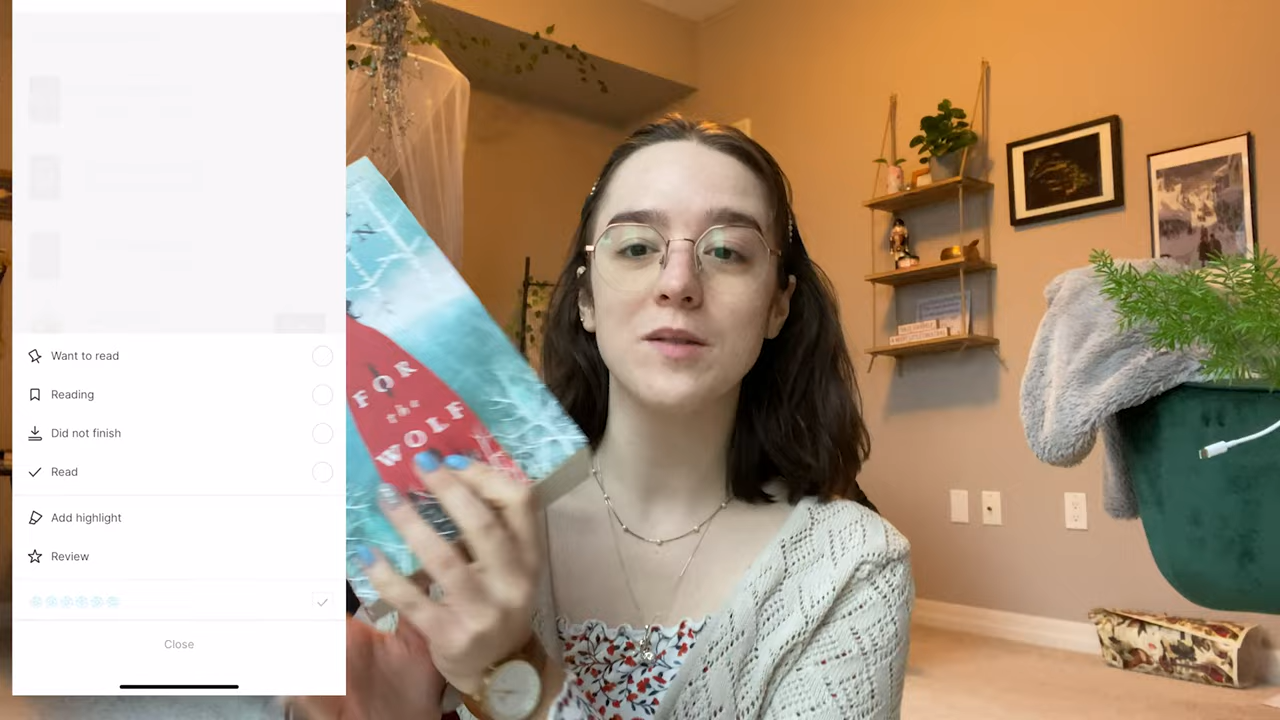 Want to read
Reading
Did not finish
Read
Add highlight
Review
Close
FOR
the
WOLF